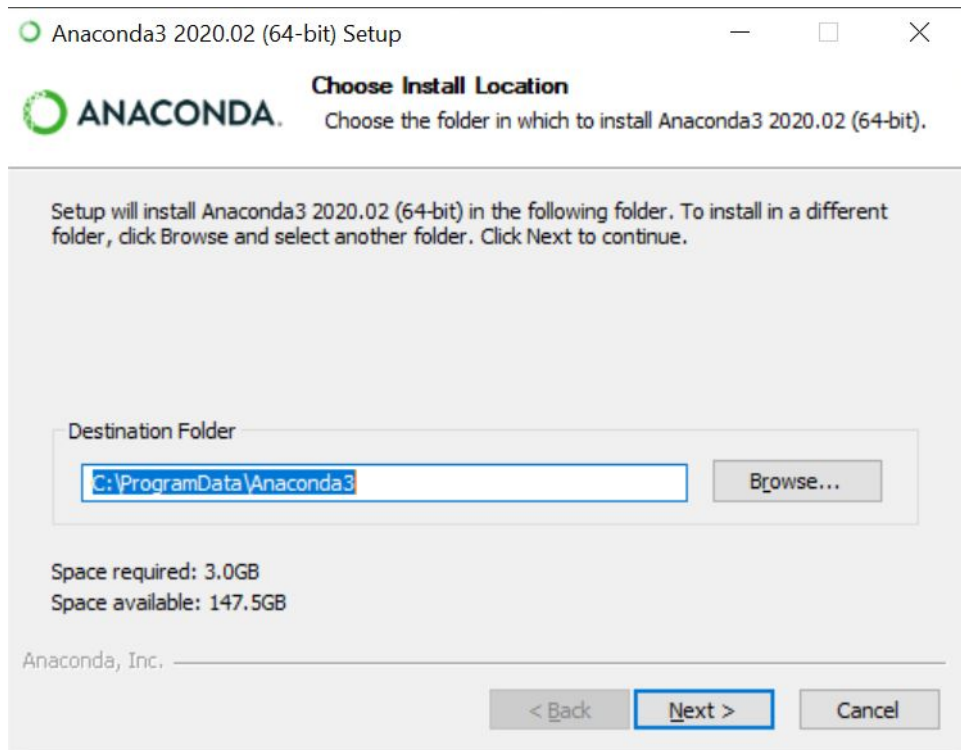 Anaconda3 2020.02 (64-bit) Setup
ANACONDA.
Choose Install Location
Choose the folder in which to install Anaconda3 2020.02 (64-bit).
Setup will install Anaconda3 2020.02 (64-bit) in the following folder. To install in a different
folder, click Browse and select another folder. Click Next to continue.
Destination Folder
C:\ProgramData\Anaconda3
Browse...
Space required: 3.0GB
Space available: 147.5GB
Anaconda, Inc.
< Back
Next >
Cancel